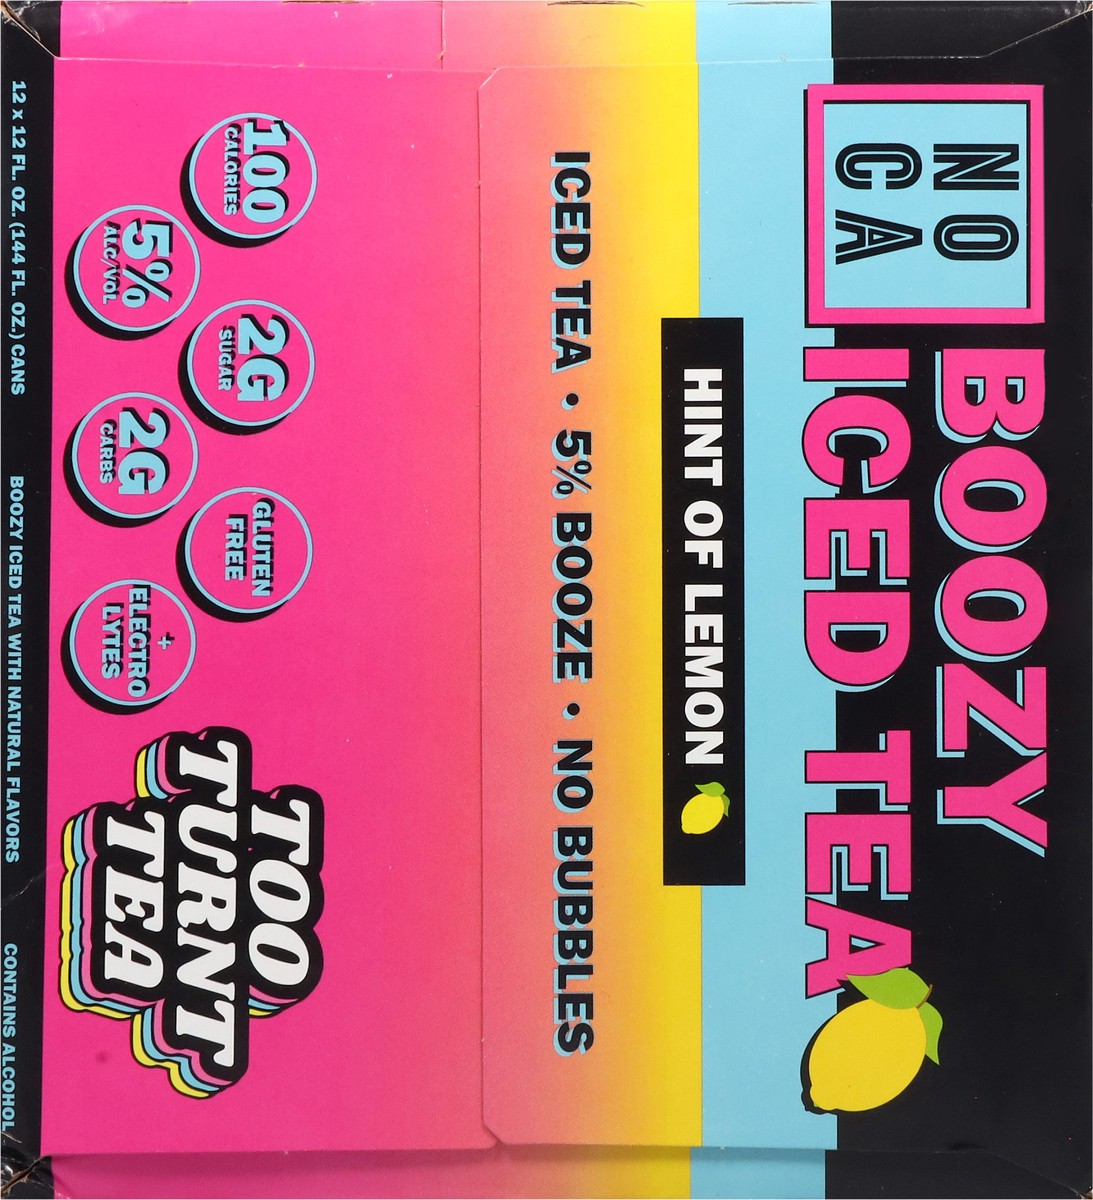 NO
CA
BOOZY
ICED TEA
HINT OF LEMON
ICED TEA • 5% BOOZE • NO BUBBLES
100
CALORIES
5%
ALC/VOL
2G
SUGAR
2G
CARBS
GLUTEN
FREE
+
ELECTRO
LYTES
TOO
TURNT
TEA
12 x 12 FL. OZ. (144 FL. OZ.) CANS
BOOZY ICED TEA WITH NATURAL FLAVORS
CONTAINS ALCOHOL